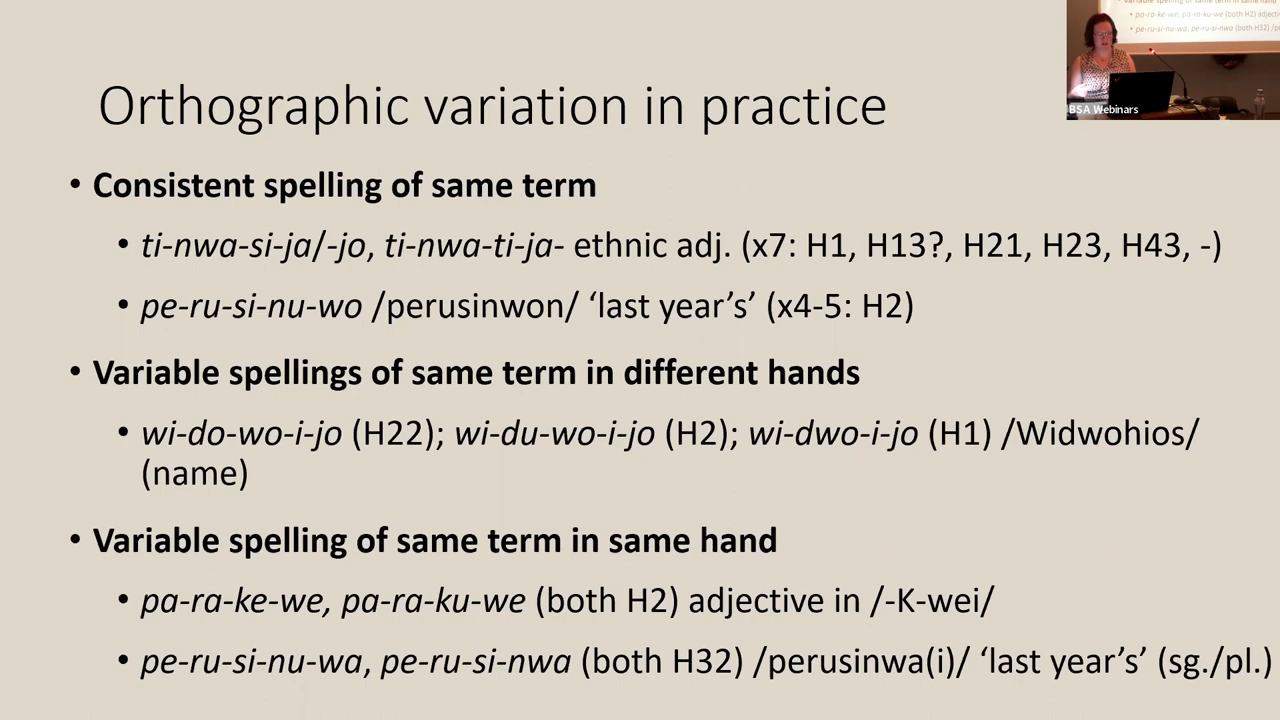 Orthographic variation in practice
BSA Webinars
• Consistent spelling of same term
• ti-nwa-si-ja/-jo, ti-nwa-ti-ja- ethnic adj. (x7: H1, H13?, H21, H23, H43, -)
• pe-ru-si-nu-wo /perusinwon/ ‘last year’s’ (x4-5: H2)
• Variable spellings of same term in different hands
• wi-do-wo-i-jo (H22); wi-du-wo-i-jo (H2); wi-dwo-i-jo (H1) /Widwohios/
(name)
• Variable spelling of same term in same hand
• pa-ra-ke-we, pa-ra-ku-we (both H2) adjective in /-K-wei/
• pe-ru-si-nu-wa, pe-ru-si-nwa (both H32) /perusinwa(i)/ ‘last year’s’ (sg./pl.)